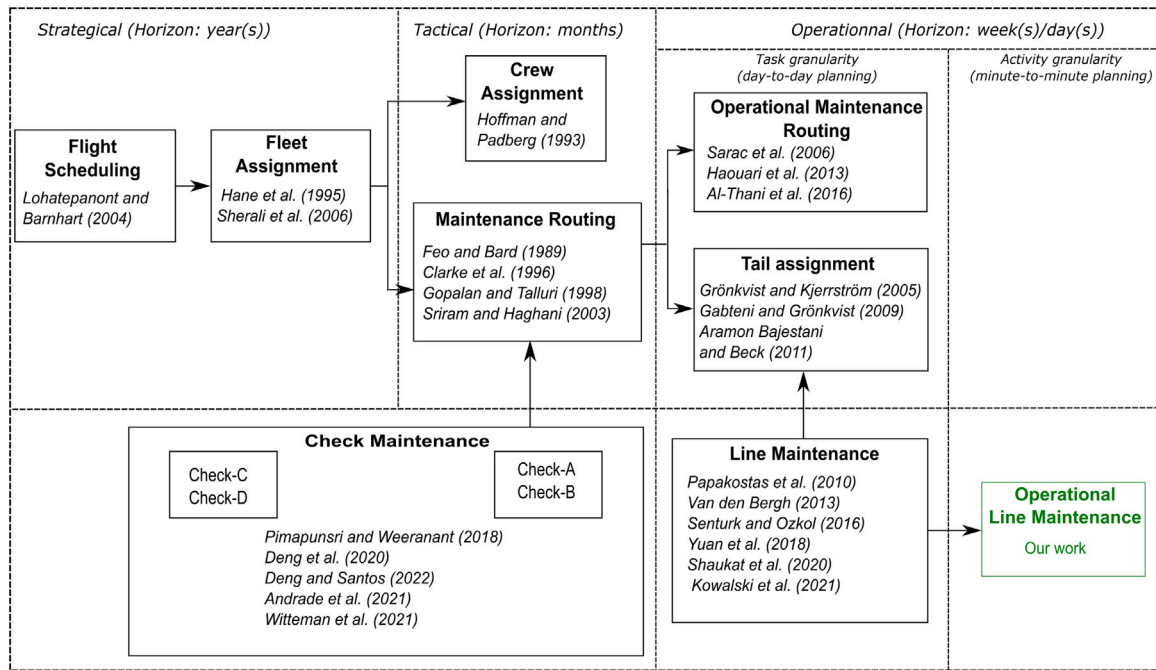 Strategical (Horizon: year(s))
Tactical (Horizon: months)
Operationnal (Horizon: week(s)/day(s))
Task granularity
(day-to-day planning)
Activity granularity
(minute-to-minute planning)
Flight
Scheduling
Lohatepanont and
Barnhart (2004)
Fleet
Assignment
Hane et al. (1995)
Sherali et al. (2006)
Crew
Assignment
Hoffman and
Padberg (1993)
Maintenance Routing
Feo and Bard (1989)
Clarke et al. (1996)
Gopalan and Talluri (1998)
Sriram and Haghani (2003)
Operational Maintenance
Routing
Sarac et al. (2006)
Haouari et al. (2013)
Al-Thani et al. (2016)
Tail assignment
Grönkvist and Kjerrström (2005)
Gabteni and Grönkvist (2009)
Aramon Bajestani
and Beck (2011)
Check Maintenance
Check-C
Check-D
Check-A
Check-B
Pimapunsri and Weeranant (2018)
Deng et al. (2020)
Deng and Santos (2022)
Andrade et al. (2021)
Witteman et al. (2021)
Line Maintenance
Papakostas et al. (2010)
Van den Bergh (2013)
Senturk and Ozkol (2016)
Yuan et al. (2018)
Shaukat et al. (2020)
Kowalski et al. (2021)
Operational
Line Maintenance
Our work